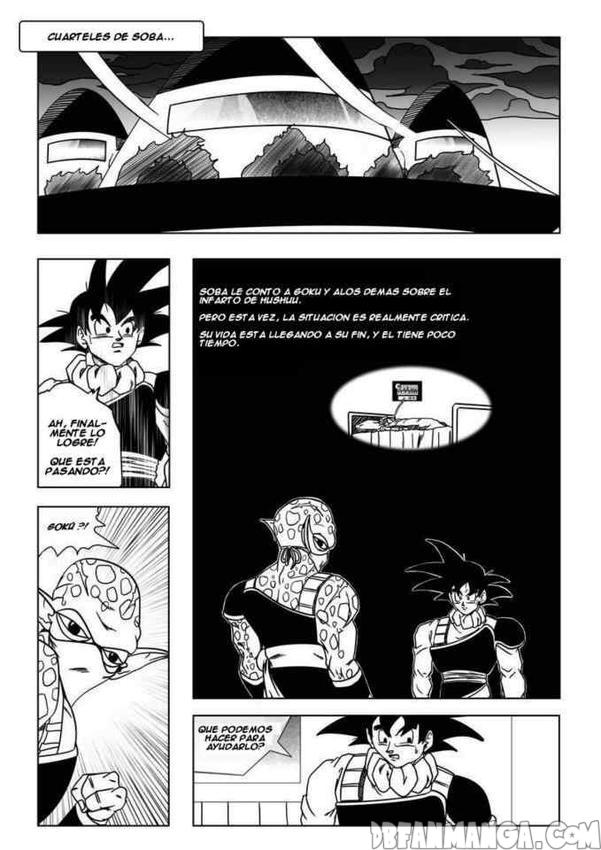 CUARTELES DE SOBA...
AH, FINAL-
MENTE LO
LOGRE!
QUE ESTA
PASANDO?!
SOBA LE CONTO A GOKU Y ALOS DEMAS SOBRE EL
INFARTO DE HUSHUU.
PERO ESTA VEZ, LA SITUACION ES REALMENTE CRITICA.
SU VIDA ESTA LLEGANDO A SU FIN, Y EL TIENE POCO
TIEMPO.
GOKU ?!
QUE PODEMOS
HACER PARA
AYUDARLO?
DBFANMANGA.COM